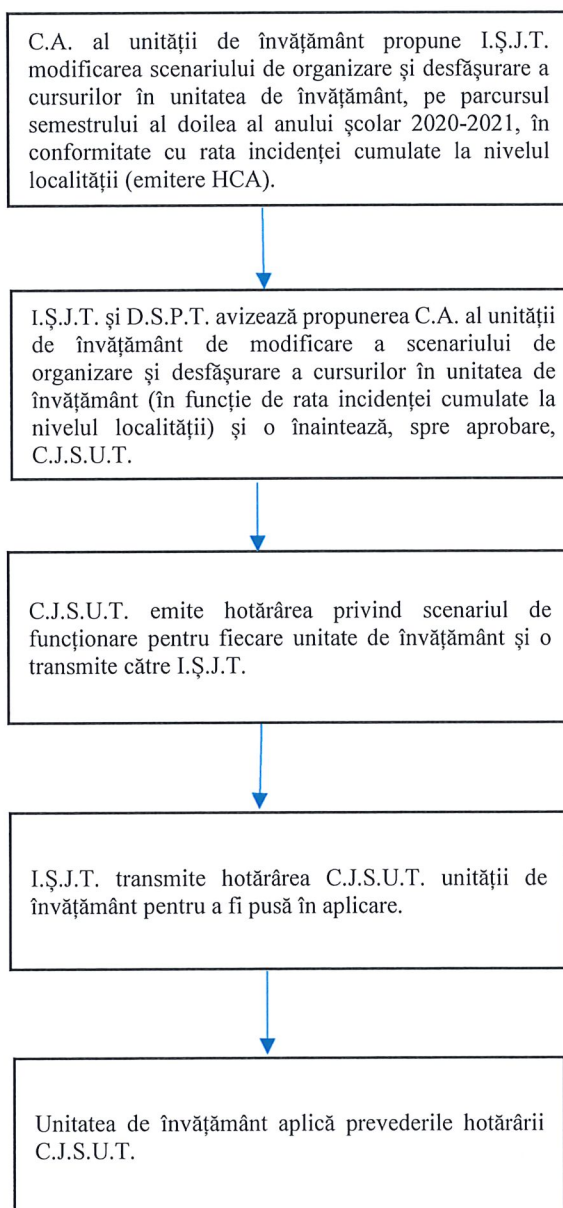 C.A. al unității de învățământ propune I.Ș.J.T.
modificarea scenariului de organizare și desfășurare a
cursurilor în unitatea de învățământ, pe parcursul
semestrului al doilea al anului școlar 2020-2021, în
conformitate cu rata incidenței cumulate la nivelul
localității (emitere HCA).
I.Ș.J.T. și D.S.P.T. avizează propunerea C.A. al unității
de învățământ de modificare a scenariului de
organizare și desfășurare a cursurilor în unitatea de
învățământ (în funcție de rata incidenței cumulate la
nivelul localității) și o înaintează, spre aprobare,
C.J.S.U.T.
C.J.S.U.T. emite hotărârea privind scenariul de
funcționare pentru fiecare unitate de învățământ și o
transmite către I.Ș.J.T.
I.Ș.J.T. transmite hotărârea C.J.S.U.T. unității de
învățământ pentru a fi pusă în aplicare.
Unitatea de învățământ aplică prevederile hotărârii
C.J.S.U.T.